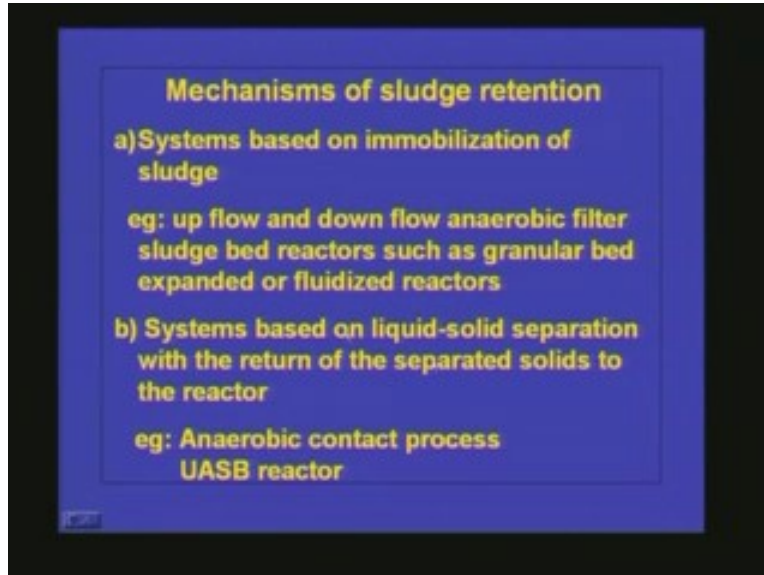 Mechanisms of sludge retention
a)Systems based on immobilization of
sludge
eg: up flow and down flow anaerobic filter
sludge bed reactors such as granular bed
expanded or fluidized reactors
b) Systems based on liquid-solid separation
with the return of the separated solids to
the reactor
eg: Anaerobic contact process
UASB reactor